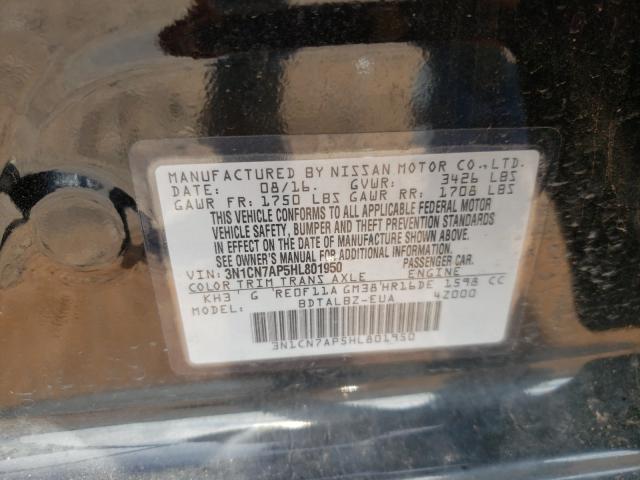 MANUFACTURED BY NISSAN MOTOR CO.,LTD.
DATE: 08/16. GVWR: 3426 LBS
GAWR FR: 1750 LBS GAWR RR: 1708 LBS
THIS VEHICLE CONFORMS TO ALL APPLICABLE FEDERAL MOTOR
VEHICLE SAFETY, BUMPER AND THEFT PREVENTION STANDARDS
IN EFFECT ON THE DATE OF MANUFACTURE SHOWN ABOVE.
SEE OWNER'S MANUAL FOR ADDITIONAL INFORMATION.
VIN: 3N1CN7AP5HL801950 PASSENGER CAR.
COLOR TRIM TRANS AXLE ENGINE
KH3 G RE0F11A GM38 HR16DE 1598 CC
MODEL: BDTALBZ-EUA 42000
3N1CN7AP5HL801950